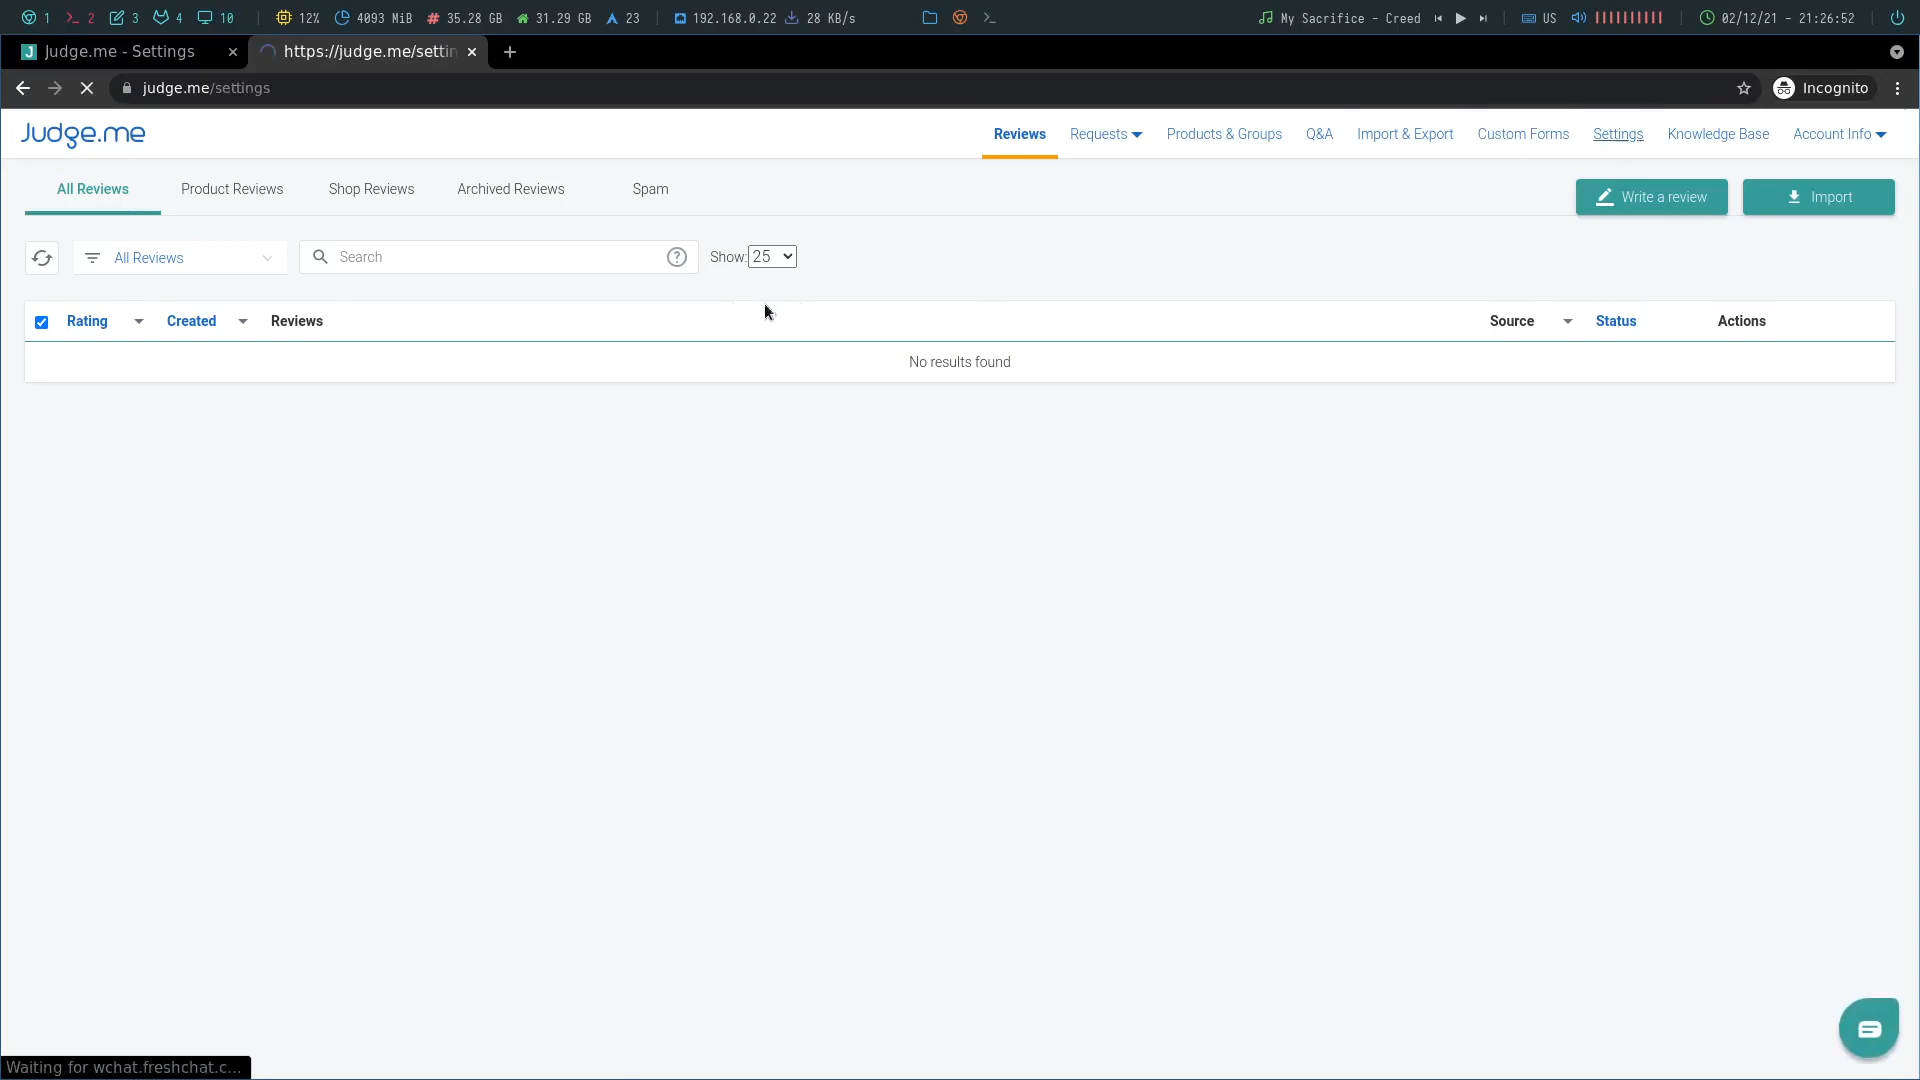 1 2 3 4 10 12% 4093 MiB 35.28 GB 31.29 GB 23 192.168.0.22 28 KB/s My Sacrifice - Creed US 02/12/21 - 21:26:52
Judge.me - Settings https://judge.me/settin
judge.me/settings Incognito
Judge.me Reviews Requests Products & Groups Q&A Import & Export Custom Forms Settings Knowledge Base Account Info
All Reviews Product Reviews Shop Reviews Archived Reviews Spam Write a review Import
All Reviews Search Show: 25
Rating Created Reviews Source Status Actions
No results found
Waiting for wchat.freshchat.c...